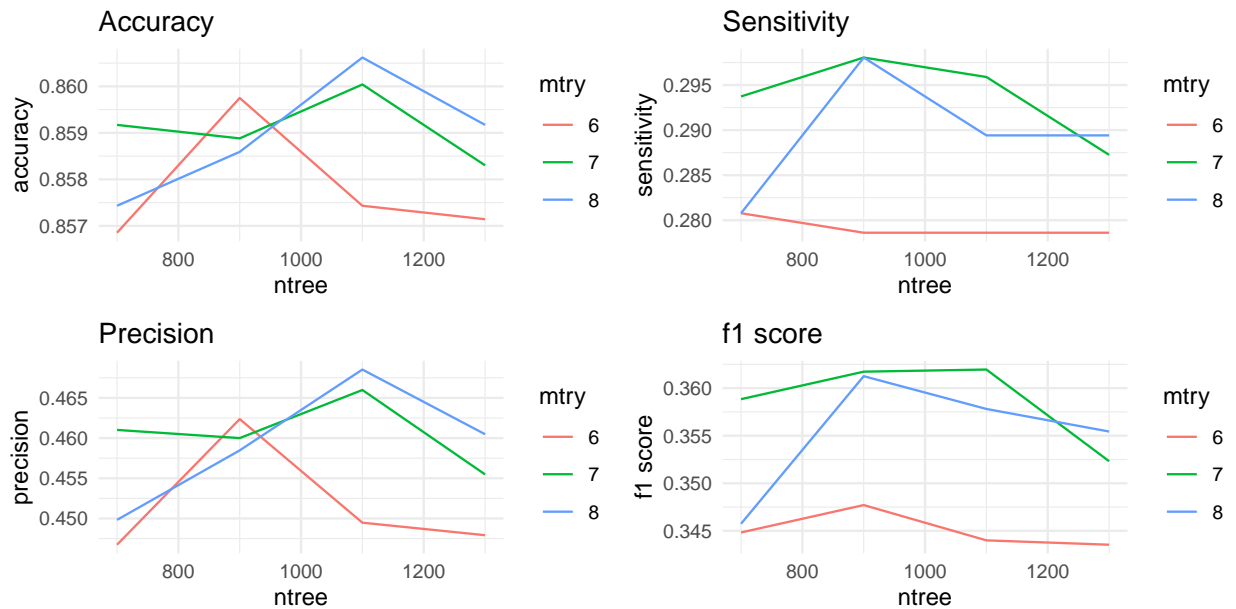 Accuracy
accuracy
0.860
0.859
0.858
0.857
800 1000 1200
ntree
mtry
6
7
8
Sensitivity
sensitivity
0.295
0.290
0.285
0.280
800 1000 1200
ntree
mtry
6
7
8
Precision
precision
0.465
0.460
0.455
0.450
800 1000 1200
ntree
mtry
6
7
8
f1 score
f1 score
0.360
0.355
0.350
0.345
800 1000 1200
ntree
mtry
6
7
8